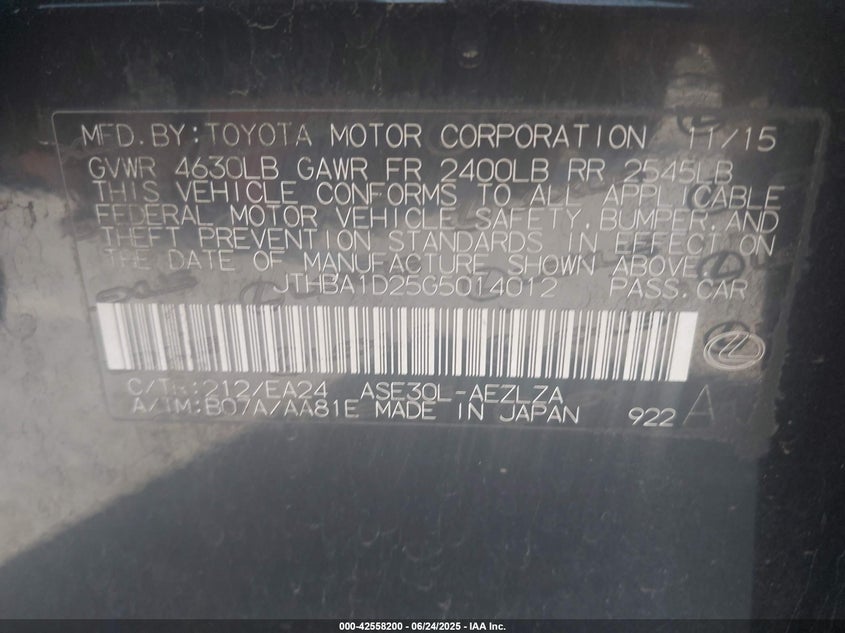 MFD.BY:TOYOTA MOTOR CORPORATION 11/15
GVWR 4630LB GAWR FR 2400LB RR 2545LB
THIS VEHICLE CONFORMS TO ALL APPLICABLE
FEDERAL MOTOR VEHICLE SAFETY, BUMPER, AND
THEFT PREVENTION STANDARDS IN EFFECT ON
THE DATE OF MANUFACTURE SHOWN ABOVE.
JTHBA1D25G5014012 PASS.CAR
C/TR:212/EA24 ASE30L-AEZLZA
A/TM:B07A/AA81E MADE IN JAPAN 922 A
000-42558200 - 06/24/2025 - IAA Inc.